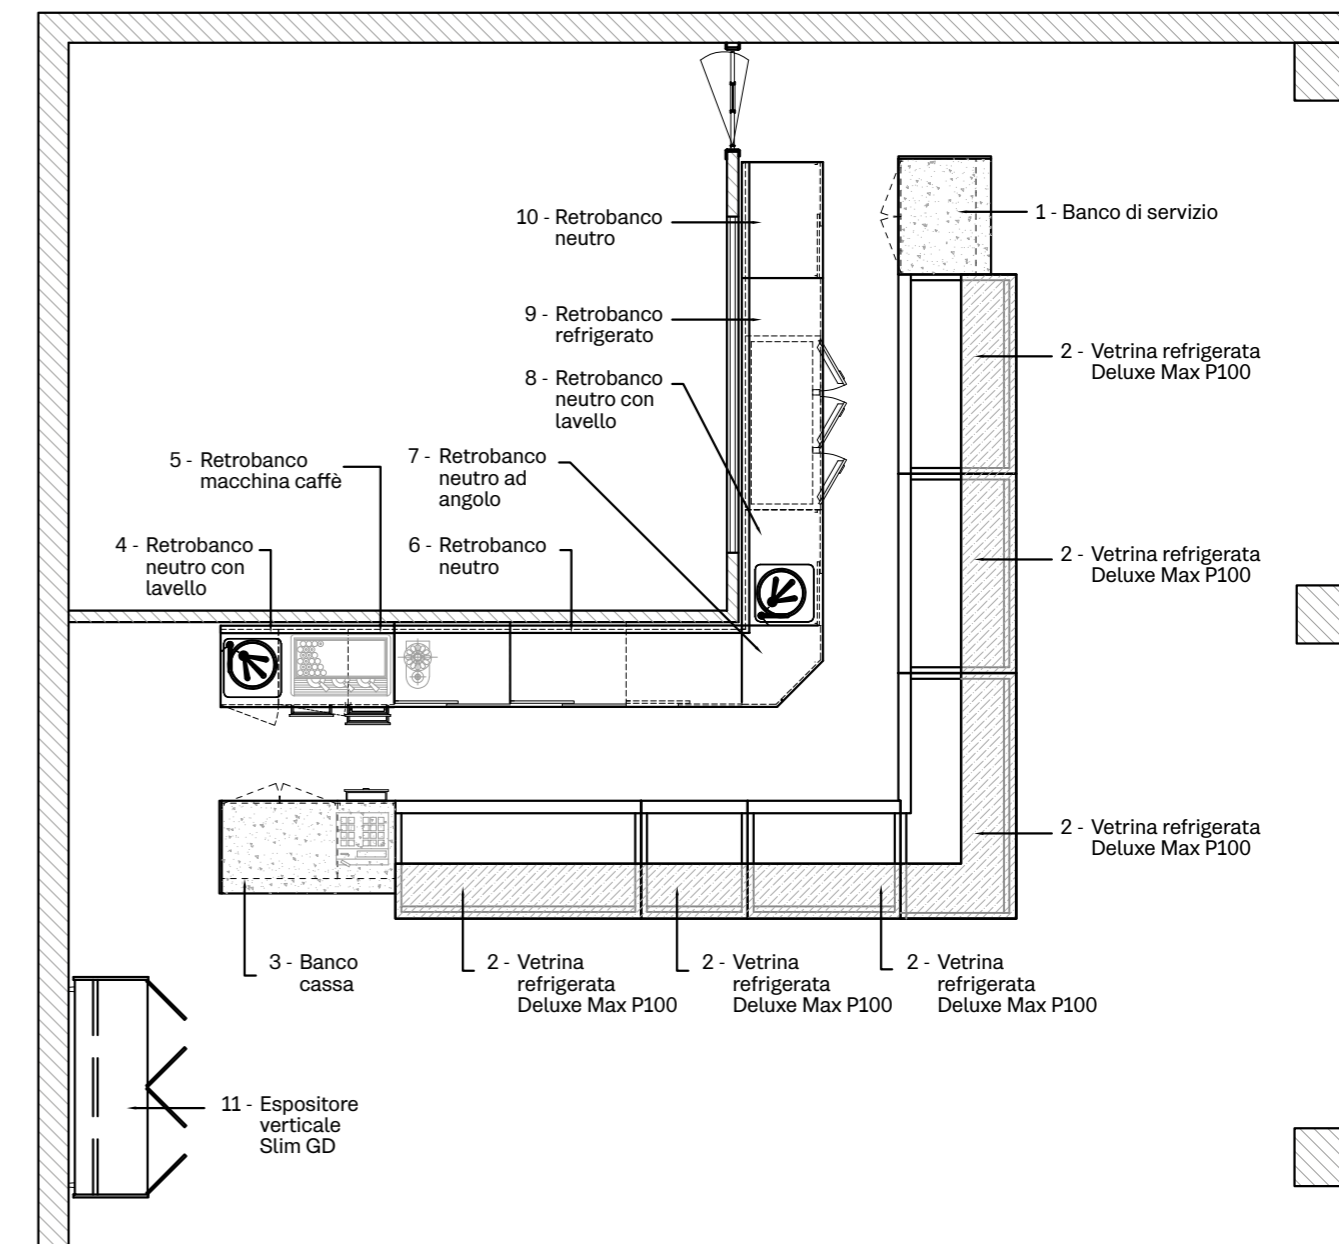 10 - Retrobanco
neutro
1 - Banco di servizio
9 - Retrobanco
refrigerato
2 - Vetrina refrigerata
Deluxe Max P100
8 - Retrobanco
neutro con
lavello
7 - Retrobanco
neutro ad
angolo
5 - Retrobanco
macchina caffè
4 - Retrobanco
neutro con
lavello
6 - Retrobanco
neutro
2 - Vetrina refrigerata
Deluxe Max P100
2 - Vetrina refrigerata
Deluxe Max P100
3 - Banco
cassa
2 - Vetrina
refrigerata
Deluxe Max P100
2 - Vetrina
refrigerata
Deluxe Max P100
2 - Vetrina
refrigerata
Deluxe Max P100
11 - Espositore
verticale
Slim GD